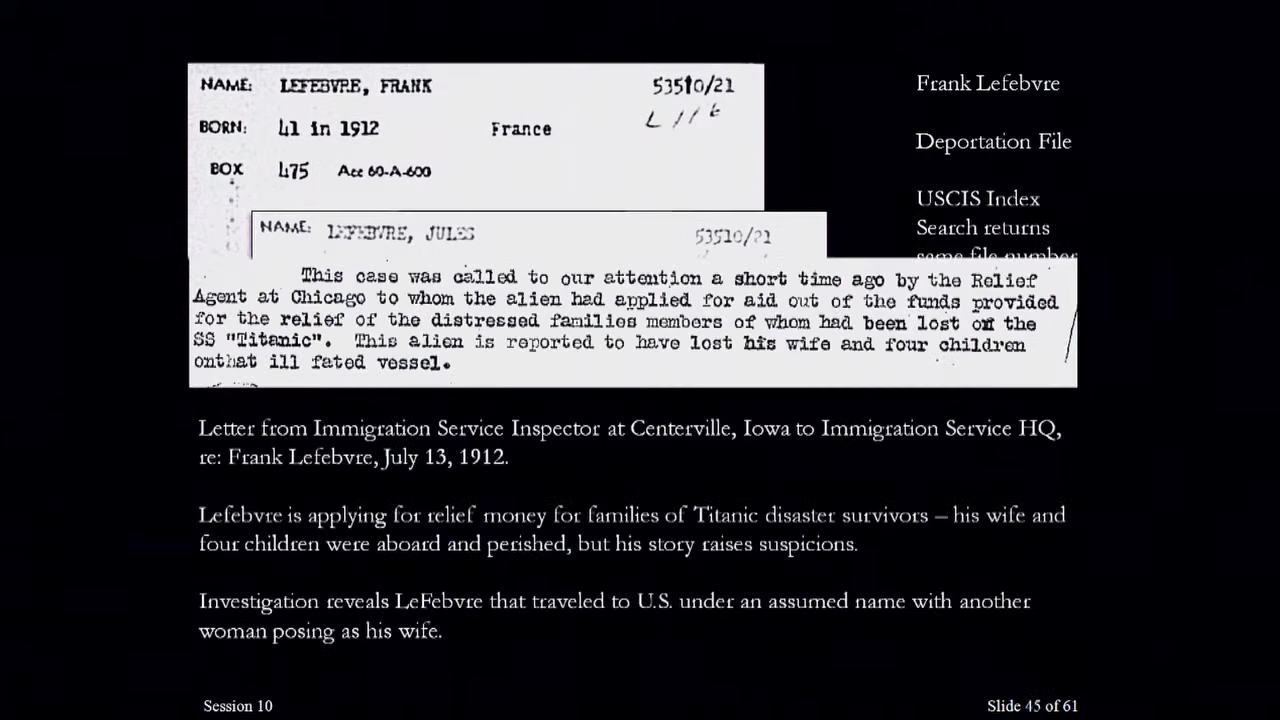 NAME: LEFEBVRE, FRANK 53510/21
BORN: 41 in 1912 France
BOX 475 Acc 60-A-600
NAME: LEFEBVRE, JULES 53510/21
This case was called to our attention a short time ago by the Relief
Agent at Chicago to whom the alien had applied for aid out of the funds provided
for the relief of the distressed families members of whom had been lost on the
SS "Titanic". This alien is reported to have lost his wife and four children
onthat ill fated vessel.
Frank Lefebvre
Deportation File
USCIS Index
Search returns
same file number
Letter from Immigration Service Inspector at Centerville, Iowa to Immigration Service HQ,
re: Frank Lefebvre, July 13, 1912.
Lefebvre is applying for relief money for families of Titanic disaster survivors – his wife and
four children were aboard and perished, but his story raises suspicions.
Investigation reveals LeFebvre that traveled to U.S. under an assumed name with another
woman posing as his wife.
Session 10
Slide 45 of 61